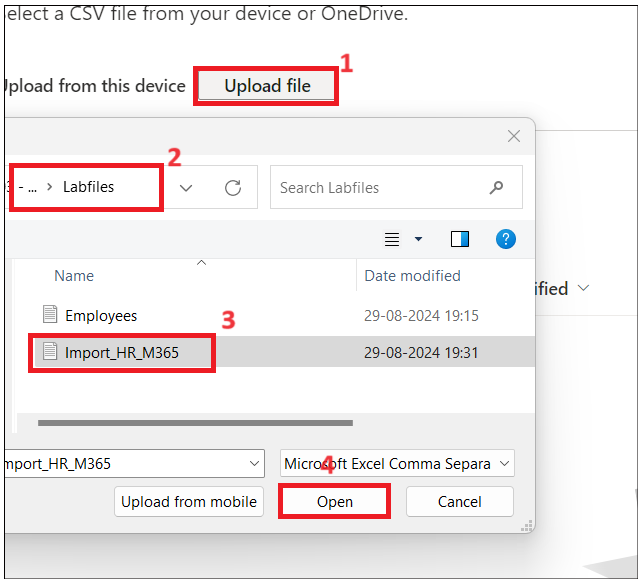 elect a CSV file from your device or OneDrive.
1
Upload from this device Upload file
2
- ... > Labfiles Search Labfiles
?
Name Date modified
ified
Employees 29-08-2024 19:15
3
Import_HR_M365 29-08-2024 19:31
mport_HR_M365 Microsoft Excel Comma Separa
4
Upload from mobile Open Cancel